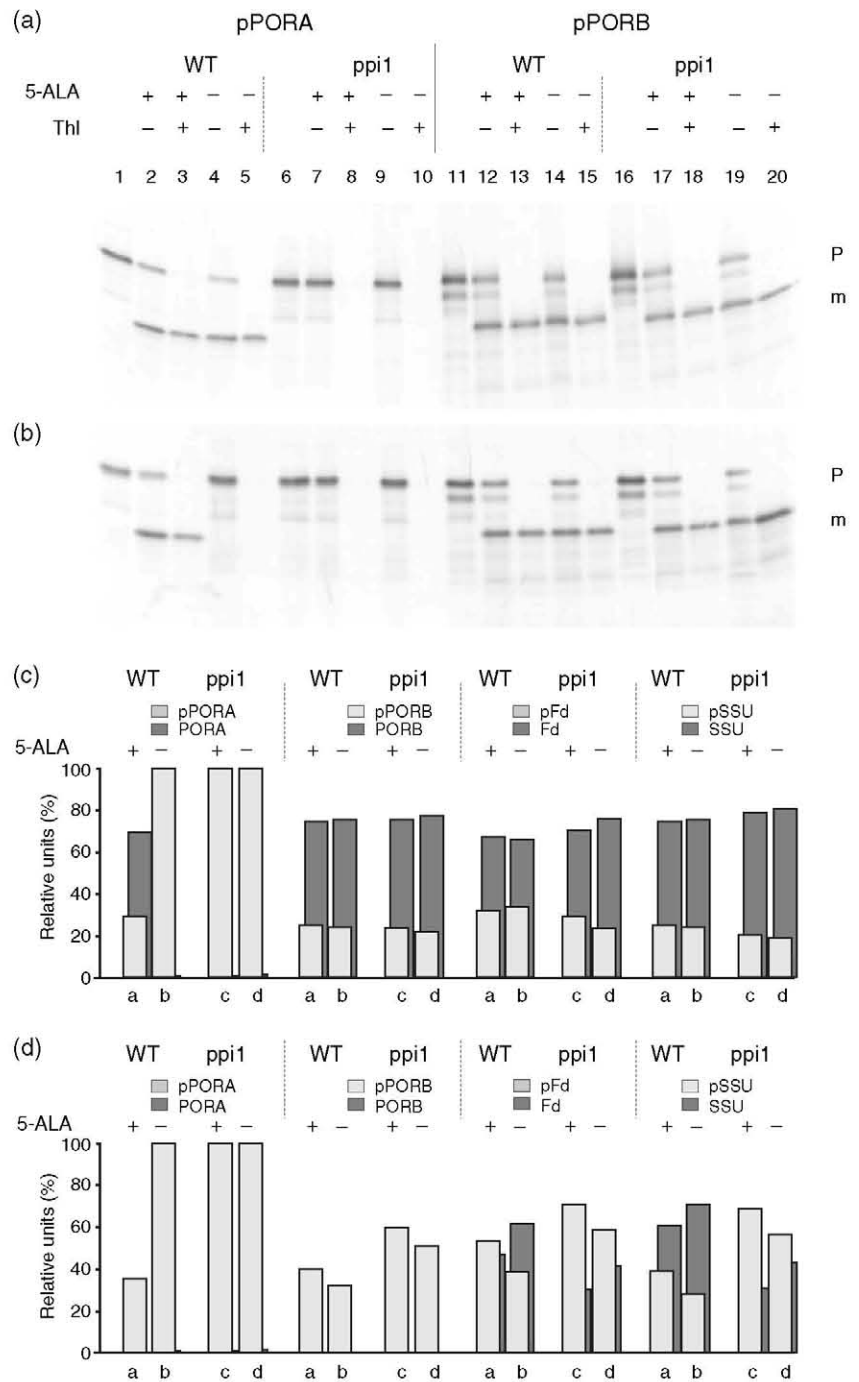 (a)
pPORA pPORB
WT ppi1 WT ppi1
5-ALA + + – – + + – – + + – – + + – –
Thl – + – + – + – + – + – + – + – +
1 2 3 4 5 6 7 8 9 10 11 12 13 14 15 16 17 18 19 20
P
m
(b)
P
m
(c)
WT ppi1 WT ppi1 WT ppi1 WT ppi1
pPORA pPORB pFd pSSU
PORA PORB Fd SSU
5-ALA + – + – + – + – + – + – + – + –
Relative units (%)
100
80
60
40
20
0
a b c d a b c d a b c d a b c d
(d)
WT ppi1 WT ppi1 WT ppi1 WT ppi1
pPORA pPORB pFd pSSU
PORA PORB Fd SSU
5-ALA + – + – + – + – + – + – + – + –
Relative units (%)
100
80
60
40
20
0
a b c d a b c d a b c d a b c d